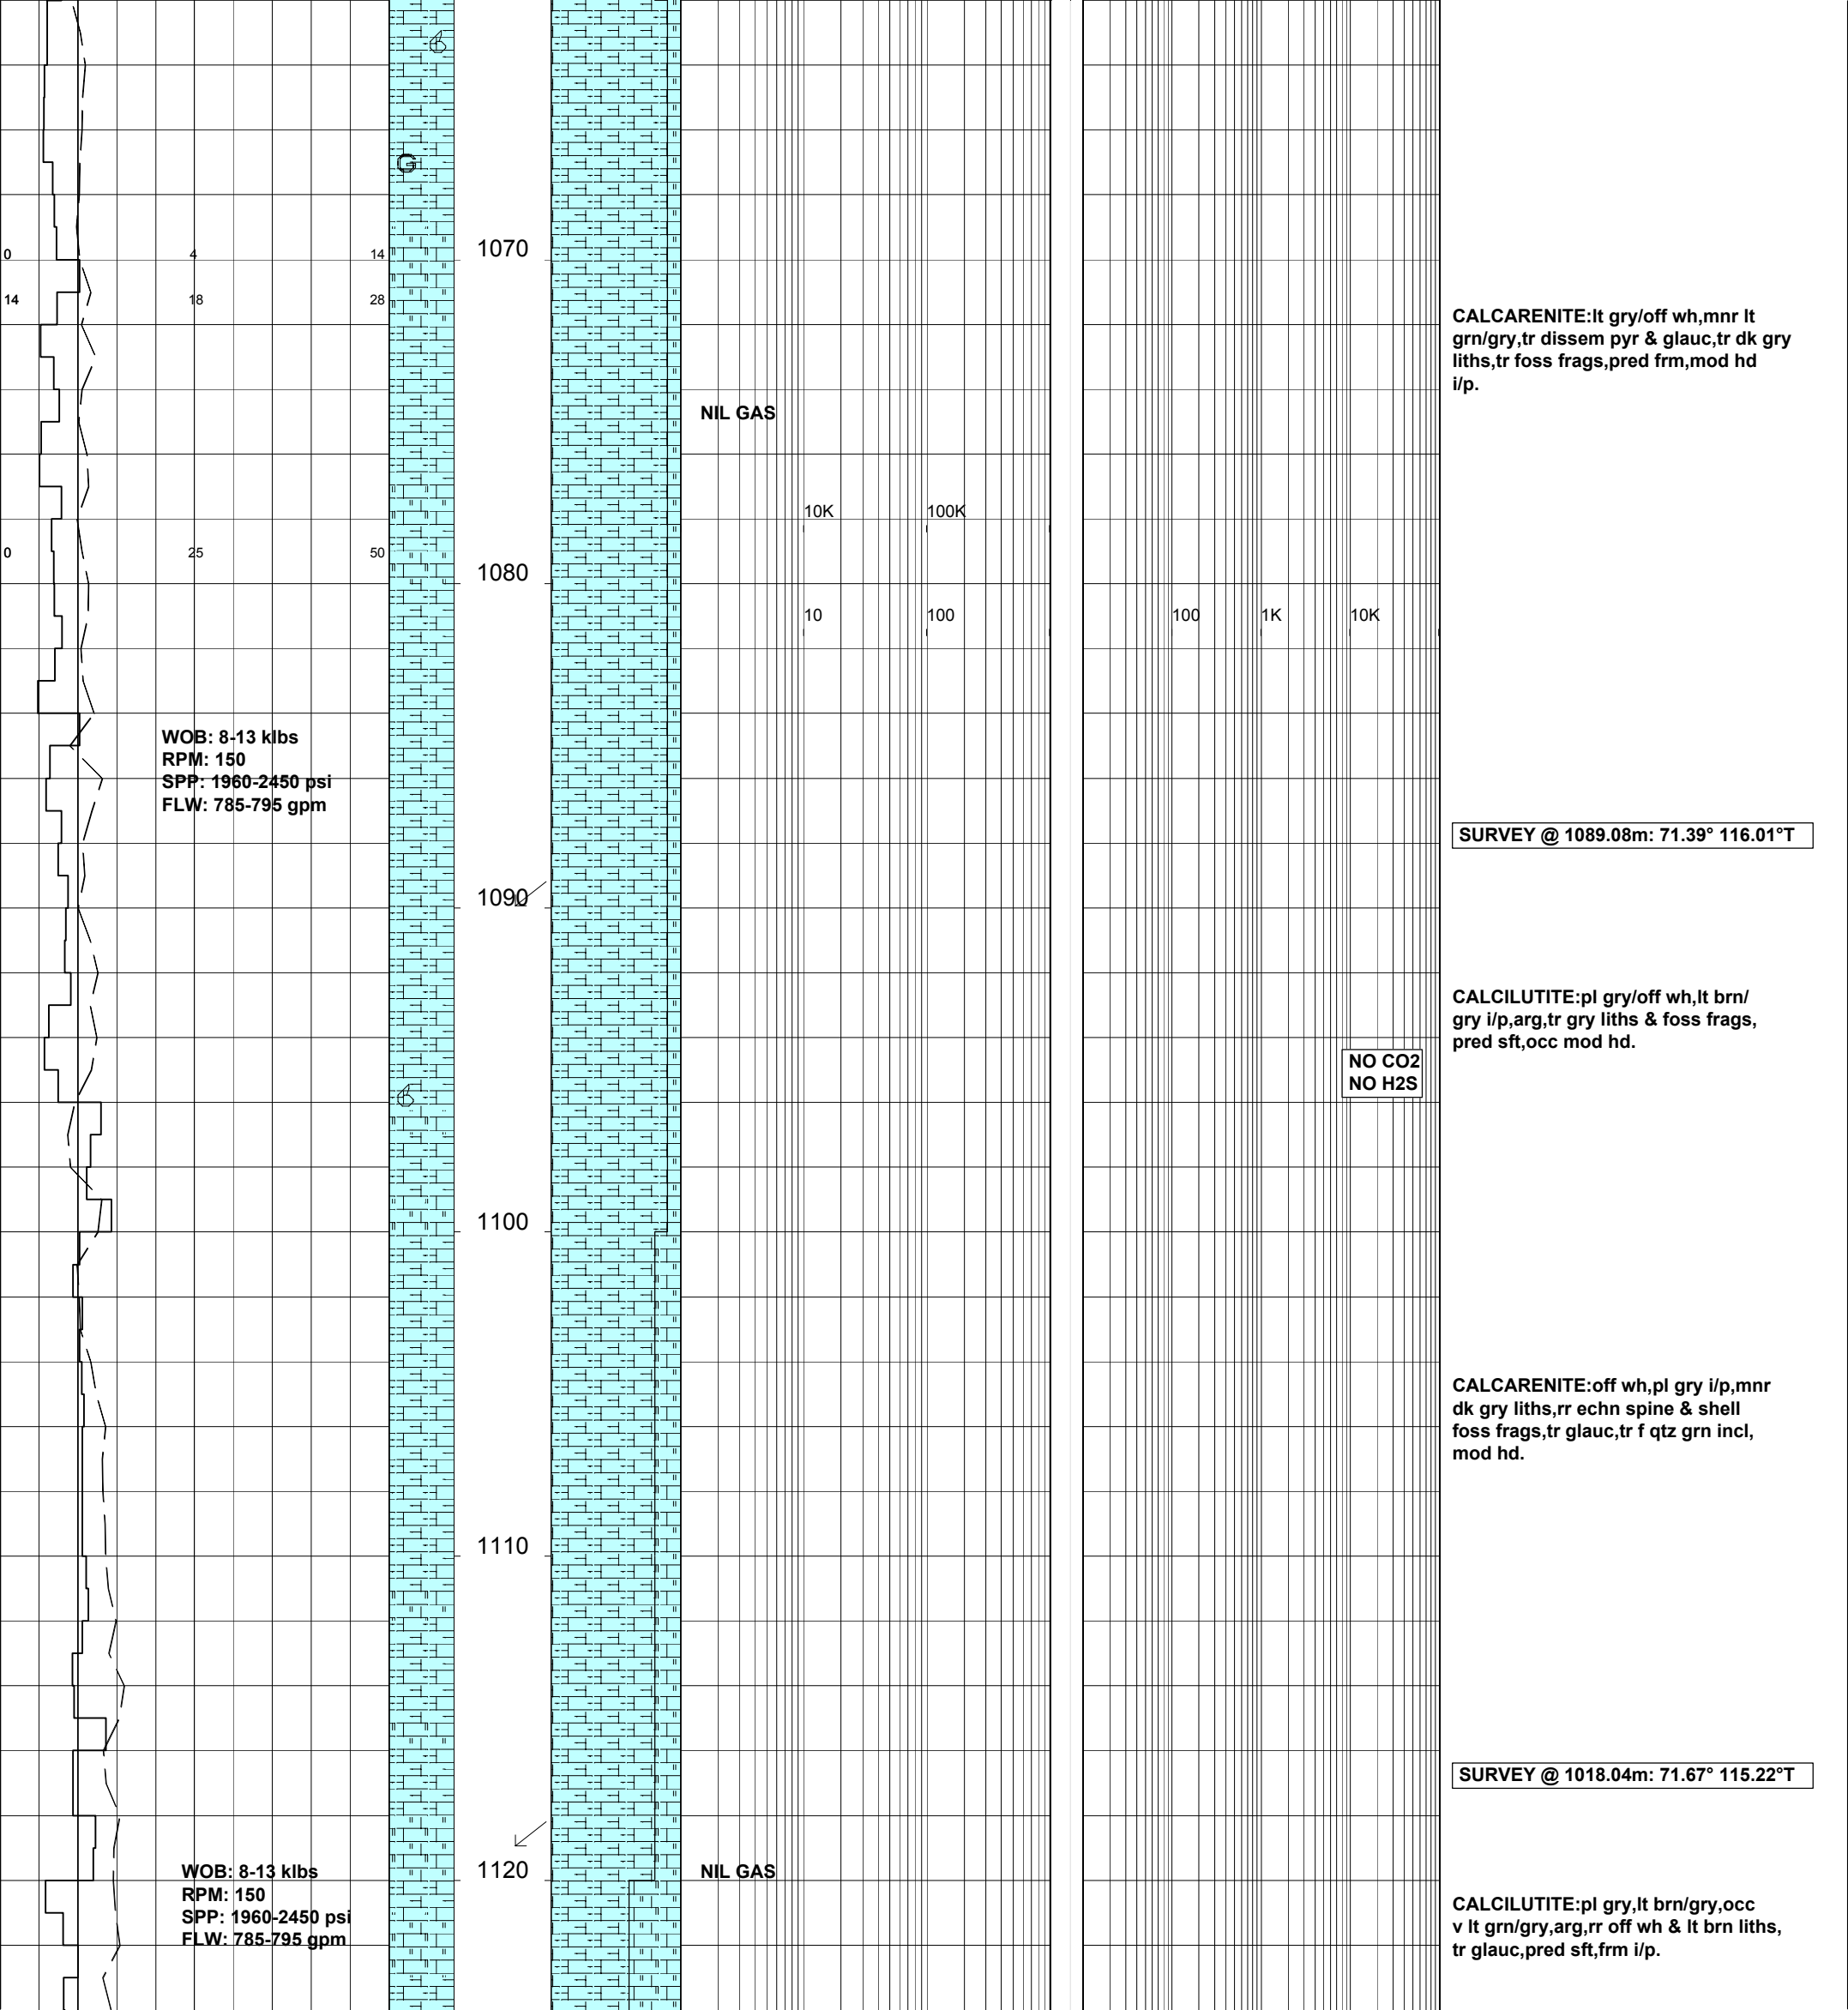 G
1070
0 4 14
14 18 28
CALCARENITE:lt gry/off wh,mnr lt
grn/gry,tr dissem pyr & glauc,tr dk gry
liths,tr foss frags,pred frm,mod hd
i/p.
NIL GAS
10K 100K
0 25 50
1080
10 100 100 1K 10K
WOB: 8-13 klbs
RPM: 150
SPP: 1960-2450 psi
FLW: 785-795 gpm
SURVEY @ 1089.08m: 71.39° 116.01°T
1090
CALCILUTITE:pl gry/off wh,lt brn/
gry i/p,arg,tr gry liths & foss frags,
pred sft,occ mod hd.
NO CO2
NO H2S
1100
CALCARENITE:off wh,pl gry i/p,mnr
dk gry liths,rr echn spine & shell
foss frags,tr glauc,tr f qtz grn incl,
mod hd.
1110
SURVEY @ 1018.04m: 71.67° 115.22°T
1120
NIL GAS
WOB: 8-13 klbs
RPM: 150
SPP: 1960-2450 psi
FLW: 785-795 gpm
CALCILUTITE:pl gry,lt brn/gry,occ
v lt grn/gry,arg,rr off wh & lt brn liths,
tr glauc,pred sft,frm i/p.